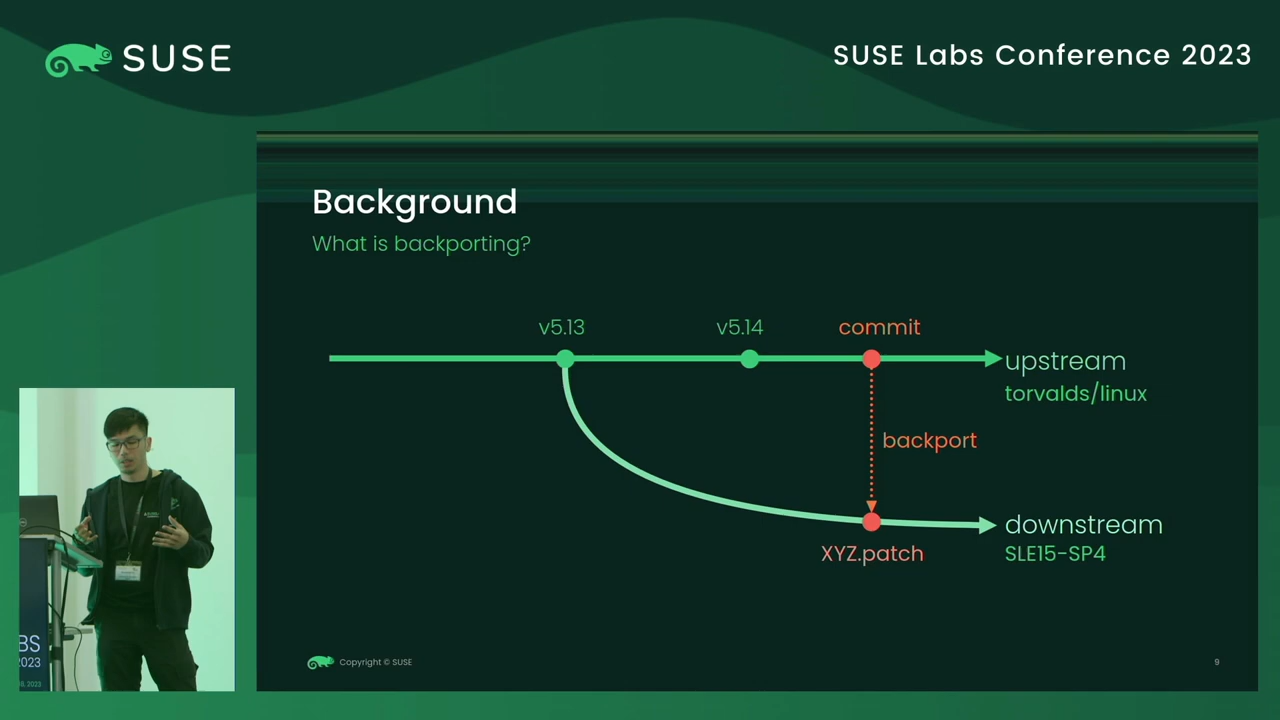 SUSE
SUSE Labs Conference 2023
Background
What is backporting?
v5.13
v5.14
commit
upstream
torvalds/linux
backport
downstream
XYZ.patch
SLE15-SP4
Copyright © SUSE
9
BS
2023
, 2023